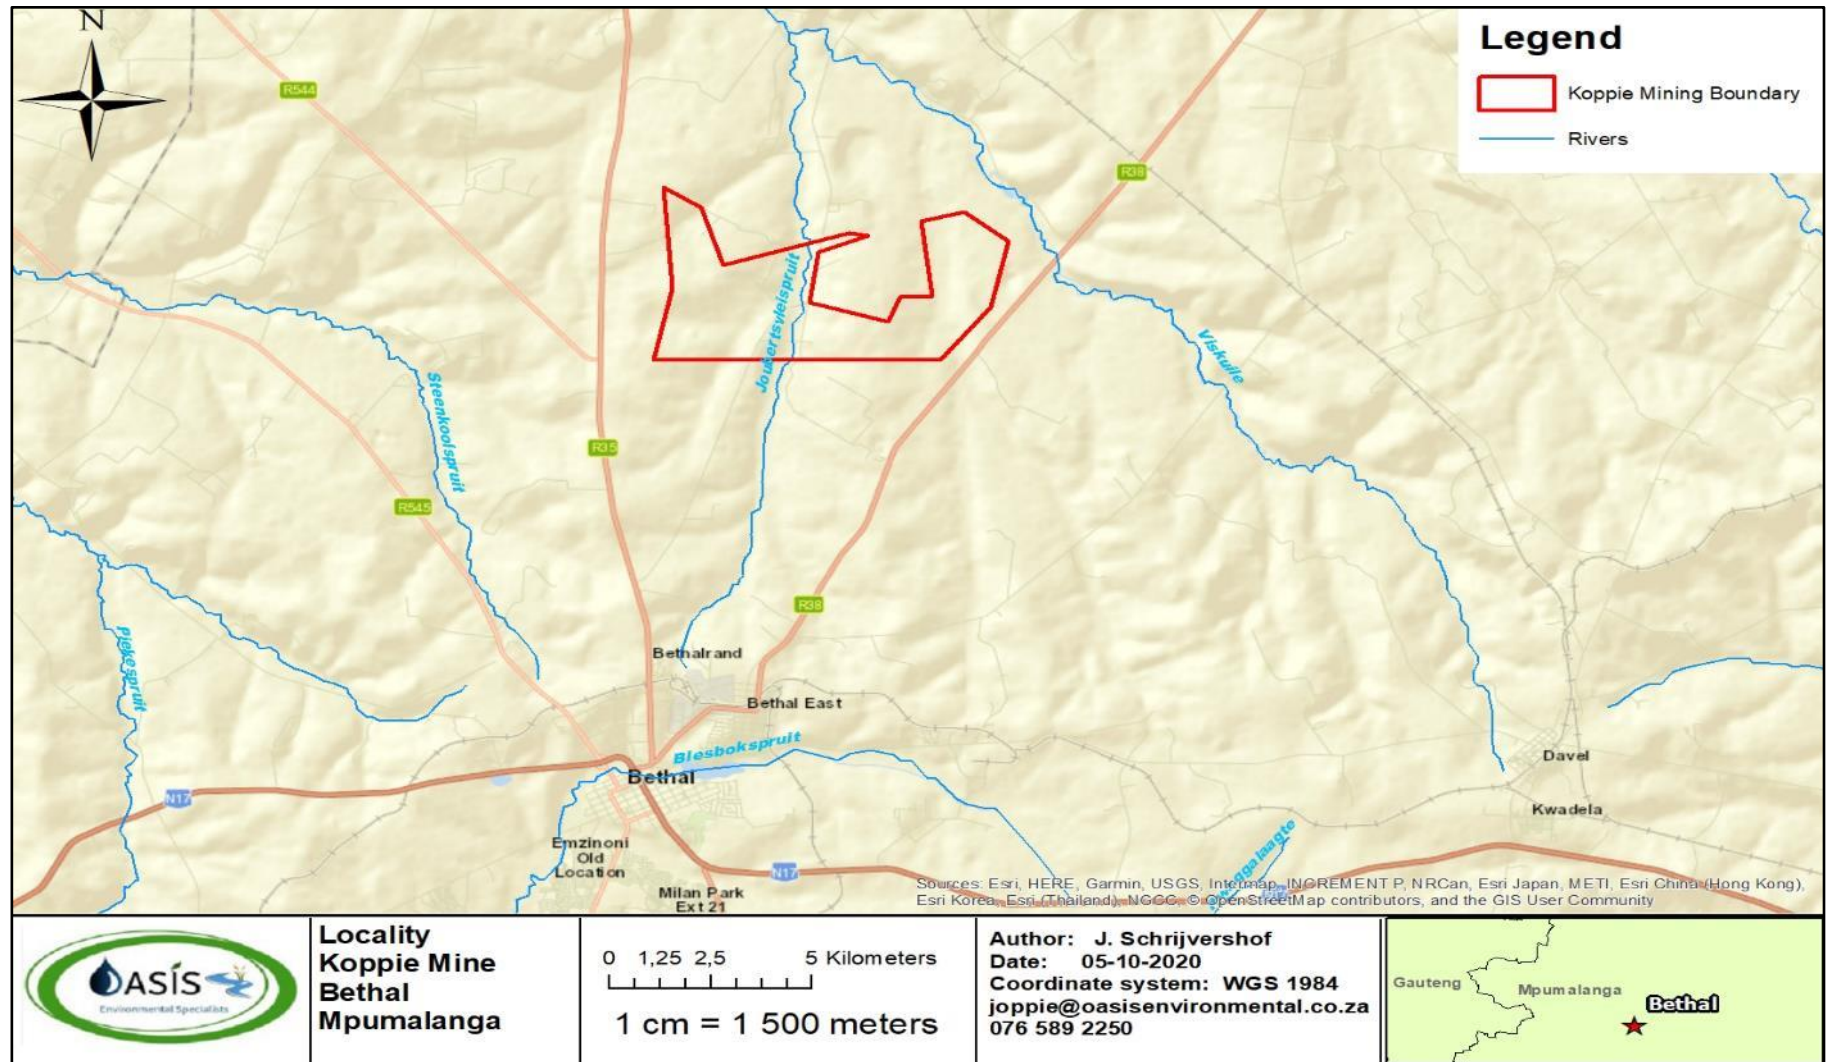 N
Legend
Koppie Mining Boundary
Rivers
R544
R38
Joubertsvleispruit
Viskuile
Steenkoolspruit
R35
R545
R38
Piekespruit
Bethalrand
Bethal East
Blesbokspruit
Bethal
Davel
Kwadela
N17
Emzinoni
Old
Location
N17
Milan Park
Ext 21
Sources: Esri, HERE, Garmin, USGS, Intermap, INCREMENT P, NRCan, Esri Japan, METI, Esri China (Hong Kong),
Esri Korea, Esri (Thailand), NGCC, © OpenStreetMap contributors, and the GIS User Community
OASIS
Environmental Specialists
Locality
Koppie Mine
Bethal
Mpumalanga
0 1,25 2,5 5 Kilometers
1 cm = 1 500 meters
Author: J. Schrijvershof
Date: 05-10-2020
Coordinate system: WGS 1984
joppie@oasisenvironmental.co.za
076 589 2250
Gauteng
Mpumalanga
Bethal